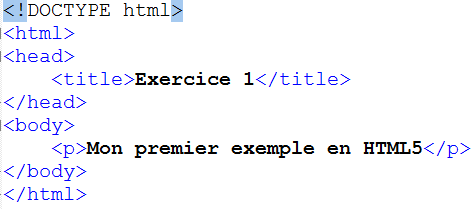 <!DOCTYPE html>
<html>
<head>
    <title>Exercice 1</title>
</head>
<body>
    <p>Mon premier exemple en HTML5</p>
</body>
</html>